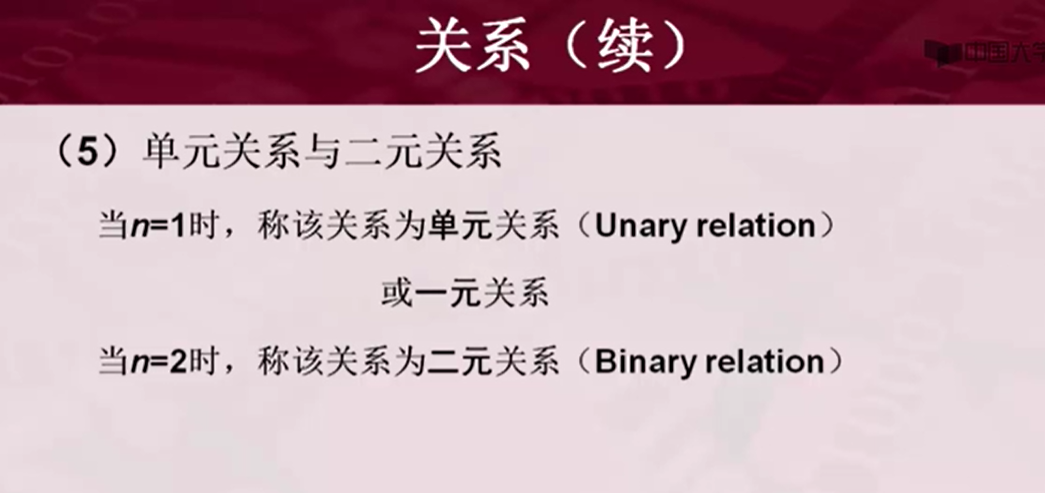 关系（续）
中国大学
（5）单元关系与二元关系
当n=1时，称该关系为单元关系（Unary relation）
或一元关系
当n=2时，称该关系为二元关系（Binary relation）